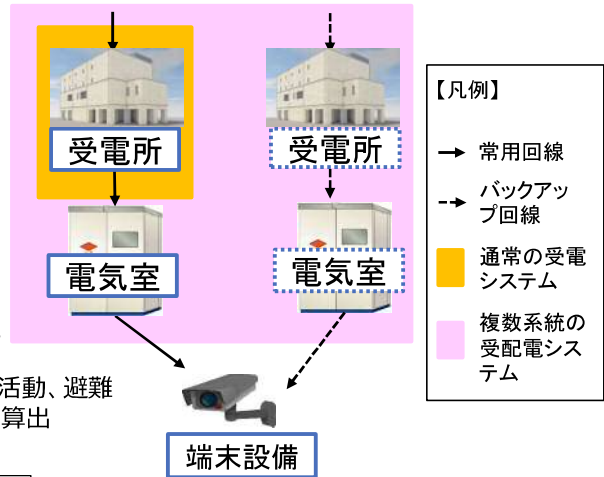 受電所
受電所
電気室
電気室
端末設備
活動、避難
算出
【凡例】
常用回線
バックアッ
プ回線
通常の受電
システム
複数系統の
受配電シス
テム